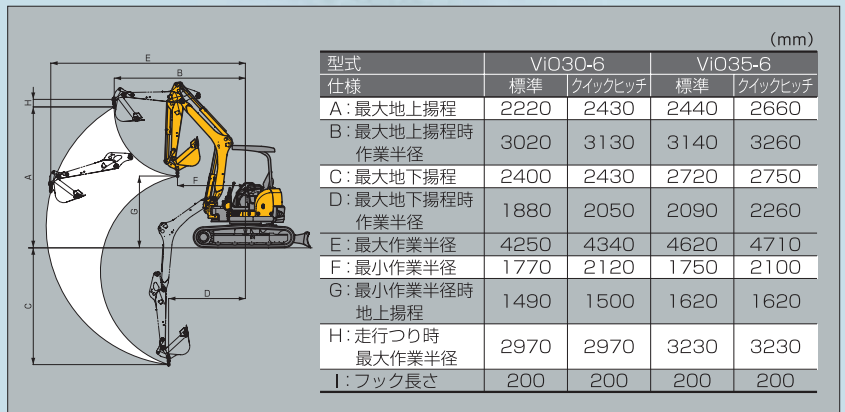 (mm)
型式 ViO30-6 ViO35-6
仕様 標準 クイックヒッチ 標準 クイックヒッチ
A：最大地上揚程 2220 2430 2440 2660
B：最大地上揚程時
作業半径 3020 3130 3140 3260
C：最大地下揚程 2400 2430 2720 2750
D：最大地下揚程時
作業半径 1880 2050 2090 2260
E：最大作業半径 4250 4340 4620 4710
F：最小作業半径 1770 2120 1750 2100
G：最小作業半径時
地上揚程 1490 1500 1620 1620
H：走行つり時
最大作業半径 2970 2970 3230 3230
I：フック長さ 200 200 200 200
E
B
H
A
F
G
D
C